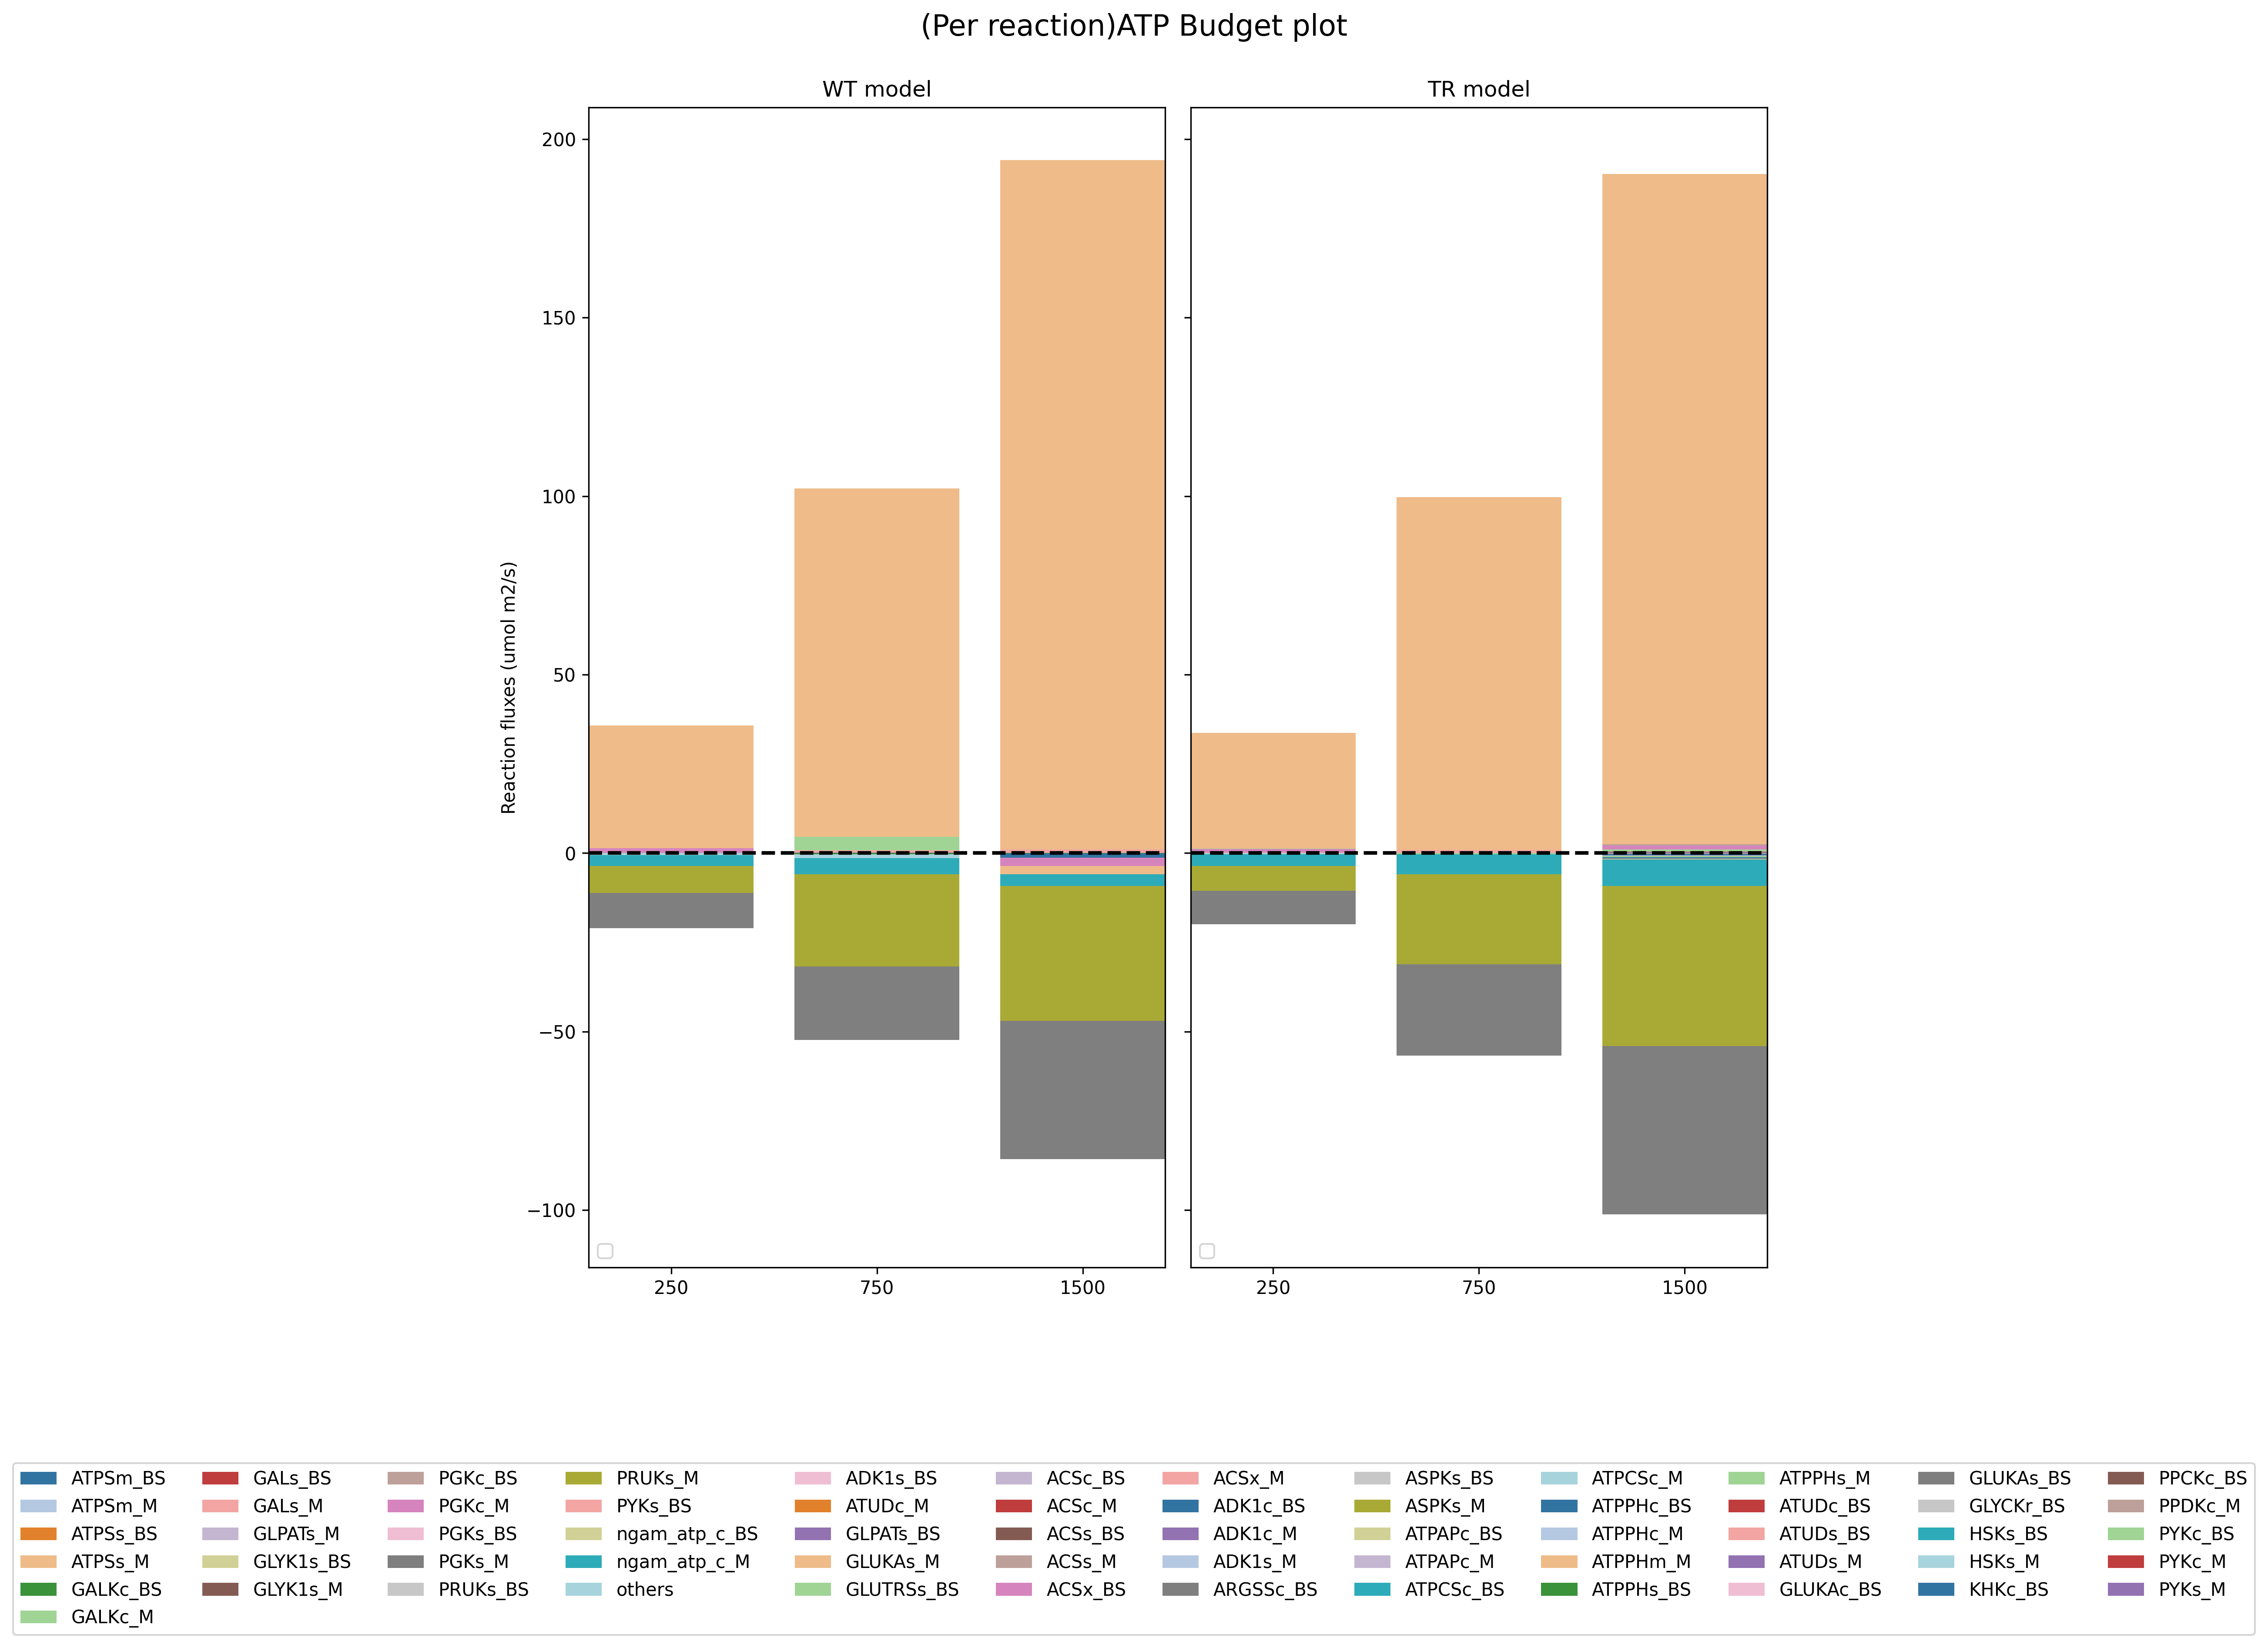 (Per reaction)ATP Budget plot
WT model
TR model
Reaction fluxes (umol m2/s)
200
150
100
50
0
−50
−100
250
750
1500
250
750
1500
ATPSm_BS
ATPSm_M
ATPSs_BS
ATPSs_M
GALKc_BS
GALKc_M
GALs_BS
GALs_M
GLPATs_M
GLYK1s_BS
GLYK1s_M
PGKc_BS
PGKc_M
PGKs_BS
PGKs_M
PRUKs_BS
PRUKs_M
PYKs_BS
ngam_atp_c_BS
ngam_atp_c_M
others
ADK1s_BS
ATUDc_M
GLPATs_BS
GLUKAs_M
GLUTRSs_BS
ACSc_BS
ACSc_M
ACSs_BS
ACSs_M
ACSx_BS
ACSx_M
ADK1c_BS
ADK1c_M
ADK1s_M
ARGSSc_BS
ASPKs_BS
ASPKs_M
ATPAPc_BS
ATPAPc_M
ATPCSc_BS
ATPCSc_M
ATPPHc_BS
ATPPHc_M
ATPPHm_M
ATPPHs_BS
ATPPHs_M
ATUDc_BS
ATUDs_BS
ATUDs_M
GLUKAc_BS
GLUKAs_BS
GLYCKr_BS
HSKs_BS
HSKs_M
KHKc_BS
PPCKc_BS
PPDKc_M
PYKc_BS
PYKc_M
PYKs_M